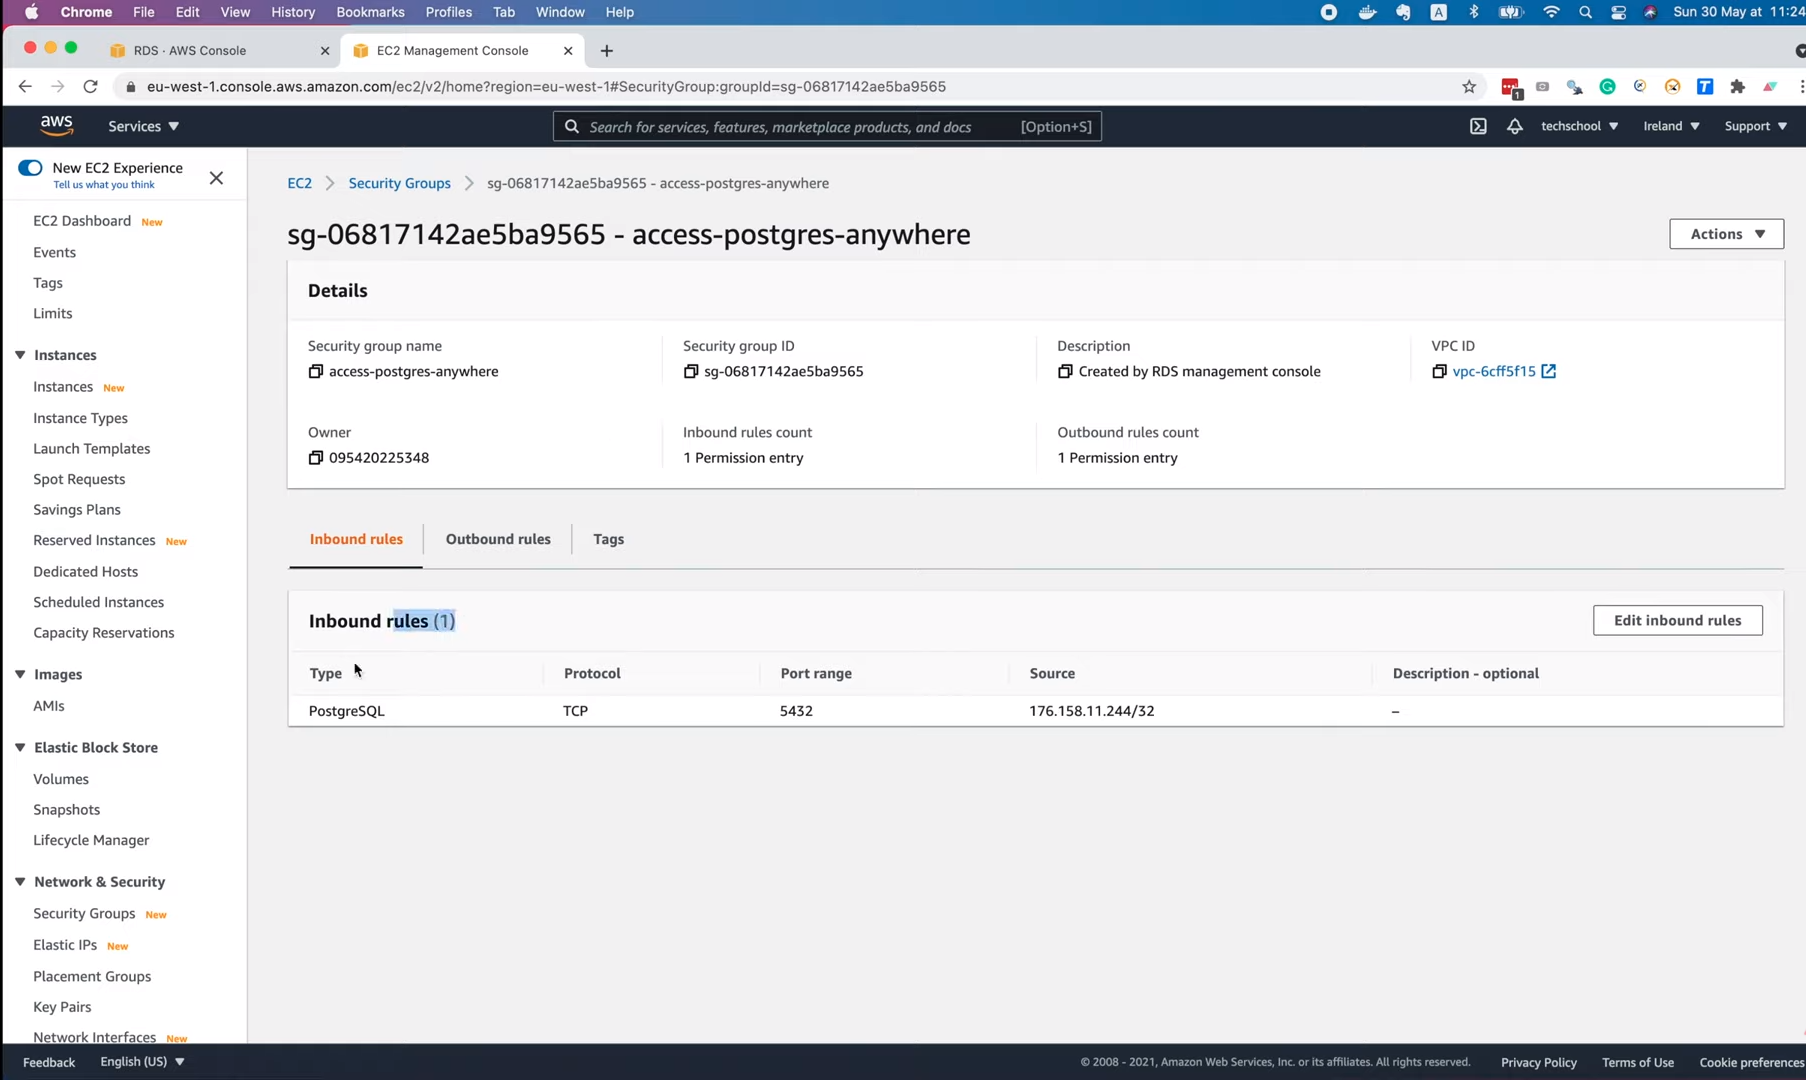 Chrome File Edit View History Bookmarks Profiles Tab Window Help A Sun 30 May at 11:24
RDS · AWS Console EC2 Management Console
eu-west-1.console.aws.amazon.com/ec2/v2/home?region=eu-west-1#SecurityGroup:groupId=sg-06817142ae5ba9565 1 T
aws Services Search for services, features, marketplace products, and docs [Option+S] techschool Ireland Support
New EC2 Experience
Tell us what you think
EC2 Dashboard New
Events
Tags
Limits
Instances
Instances New
Instance Types
Launch Templates
Spot Requests
Savings Plans
Reserved Instances New
Dedicated Hosts
Scheduled Instances
Capacity Reservations
Images
AMIs
Elastic Block Store
Volumes
Snapshots
Lifecycle Manager
Network & Security
Security Groups New
Elastic IPs New
Placement Groups
Key Pairs
Network Interfaces New
EC2 Security Groups sg-06817142ae5ba9565 - access-postgres-anywhere
sg-06817142ae5ba9565 - access-postgres-anywhere Actions
Details
Security group name Security group ID Description VPC ID
access-postgres-anywhere sg-06817142ae5ba9565 Created by RDS management console vpc-6cff5f15
Owner Inbound rules count Outbound rules count
095420225348 1 Permission entry 1 Permission entry
Inbound rules Outbound rules Tags
Inbound rules (1) Edit inbound rules
Type Protocol Port range Source Description - optional
PostgreSQL TCP 5432 176.158.11.244/32 –
Feedback English (US) © 2008 - 2021, Amazon Web Services, Inc. or its affiliates. All rights reserved. Privacy Policy Terms of Use Cookie preferences